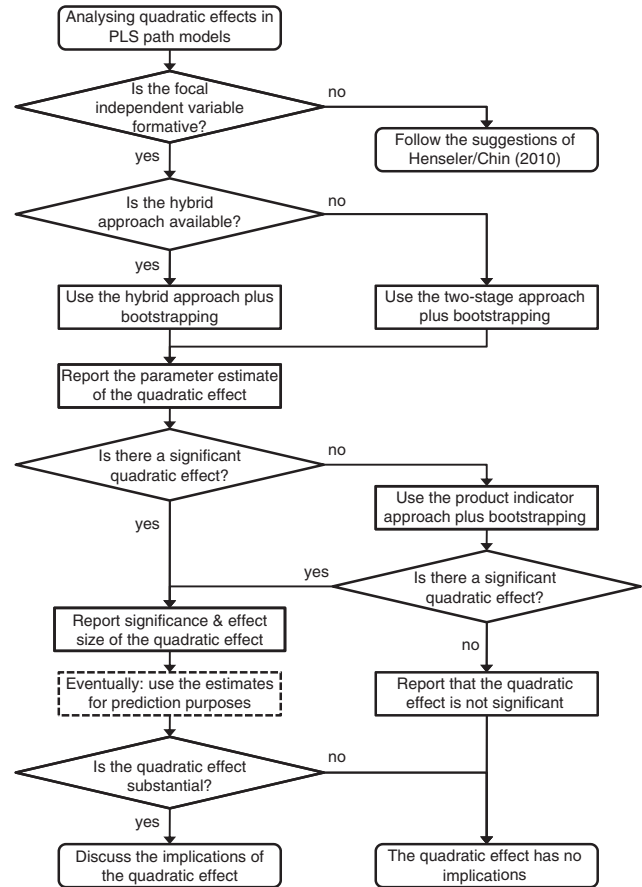 Analysing quadratic effects in
PLS path models
Is the focal
independent variable
formative?
no
Follow the suggestions of
Henseler/Chin (2010)
yes
Is the hybrid
approach available?
no
yes
Use the hybrid approach plus
bootstrapping
Use the two-stage approach
plus bootstrapping
Report the parameter estimate
of the quadratic effect
Is there a significant
quadratic effect?
no
Use the product indicator
approach plus bootstrapping
yes
yes
Is there a significant
quadratic effect?
Report significance & effect
size of the quadratic effect
no
Eventually: use the estimates
for prediction purposes
Report that the quadratic
effect is not significant
Is the quadratic effect
substantial?
no
yes
Discuss the implications of
the quadratic effect
The quadratic effect has no
implications